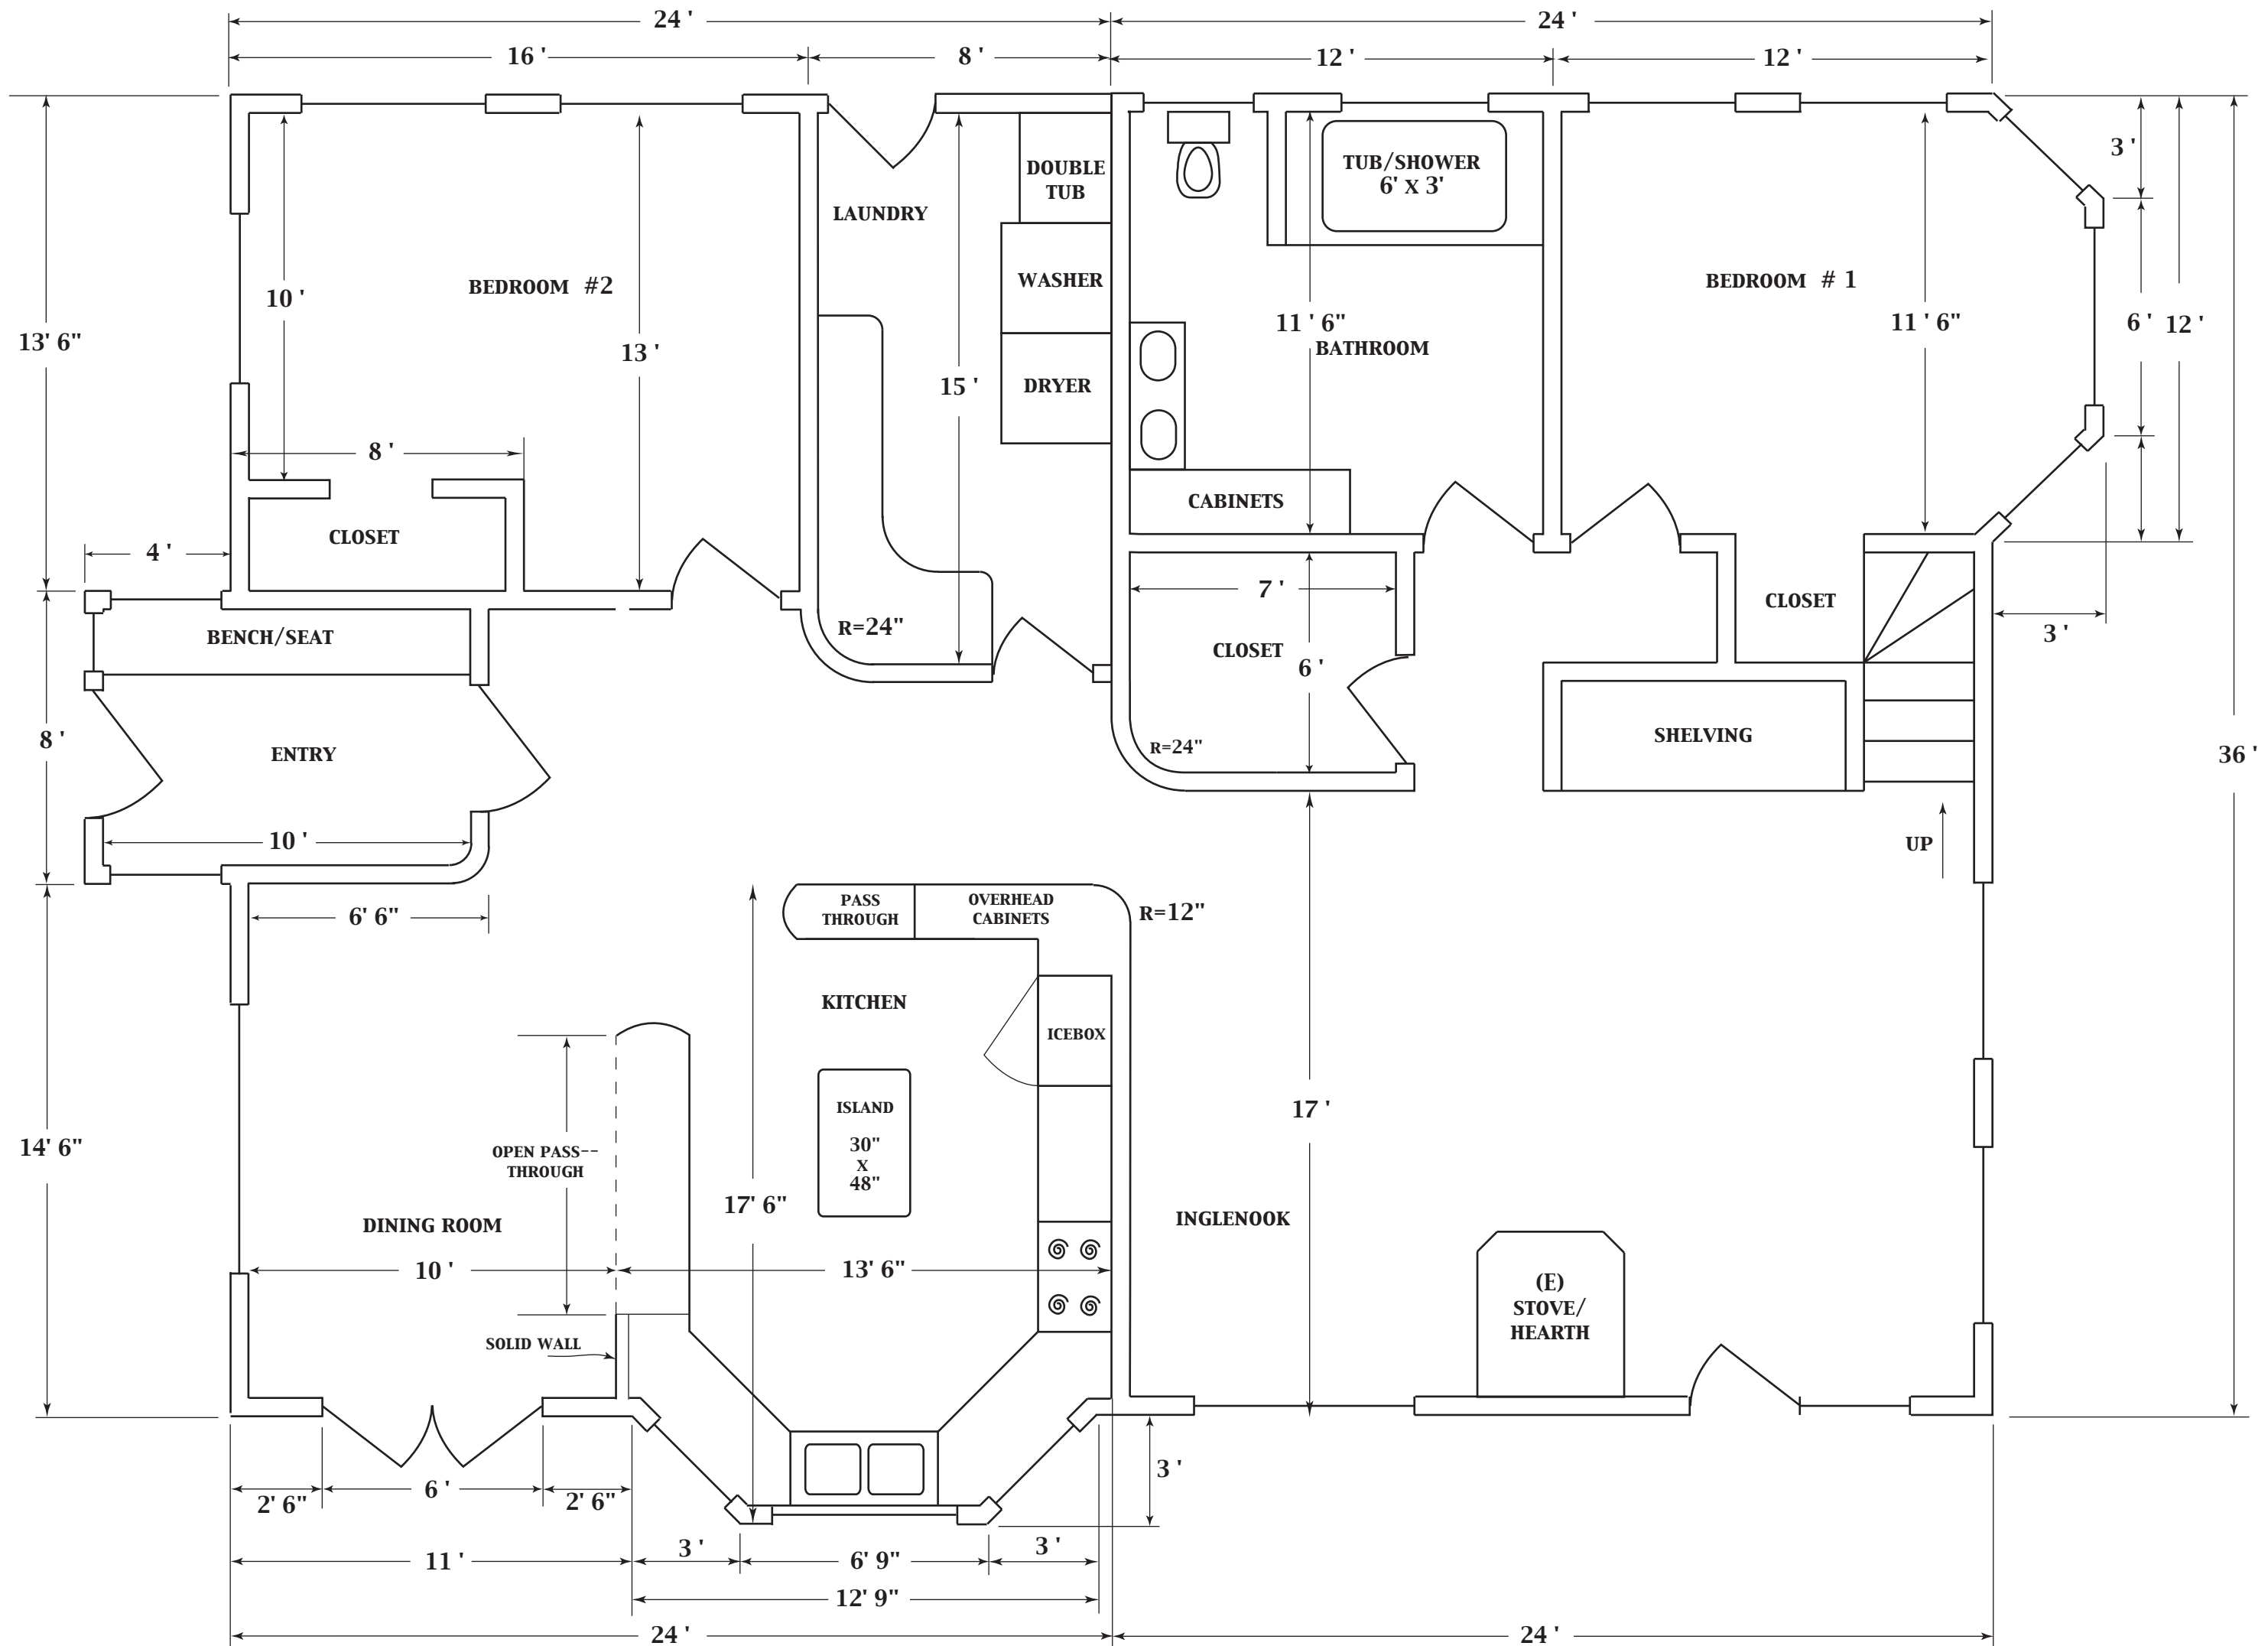 24 '
24 '
16 '
8 '
12 '
12 '
3 '
DOUBLE
TUB
TUB/SHOWER
6' X 3'
LAUNDRY
BEDROOM #2
WASHER
BEDROOM # 1
10 '
13' 6"
13 '
11 ' 6"
BATHROOM
11 ' 6"
6 '
12 '
15 '
DRYER
8 '
CABINETS
CLOSET
4 '
7 '
CLOSET
BENCH/SEAT
R=24"
3 '
CLOSET
6 '
8 '
ENTRY
R=24"
SHELVING
36 '
10 '
UP
6' 6"
PASS
THROUGH
OVERHEAD
CABINETS
R=12"
KITCHEN
ICEBOX
ISLAND
30"
X
48"
17 '
14' 6"
OPEN PASS--
THROUGH
17' 6"
DINING ROOM
INGLENOOK
10 '
13' 6"
(E)
STOVE/
HEARTH
SOLID WALL
3 '
2' 6"
6 '
2' 6"
11 '
3 '
6' 9"
3 '
12' 9"
24 '
24 '